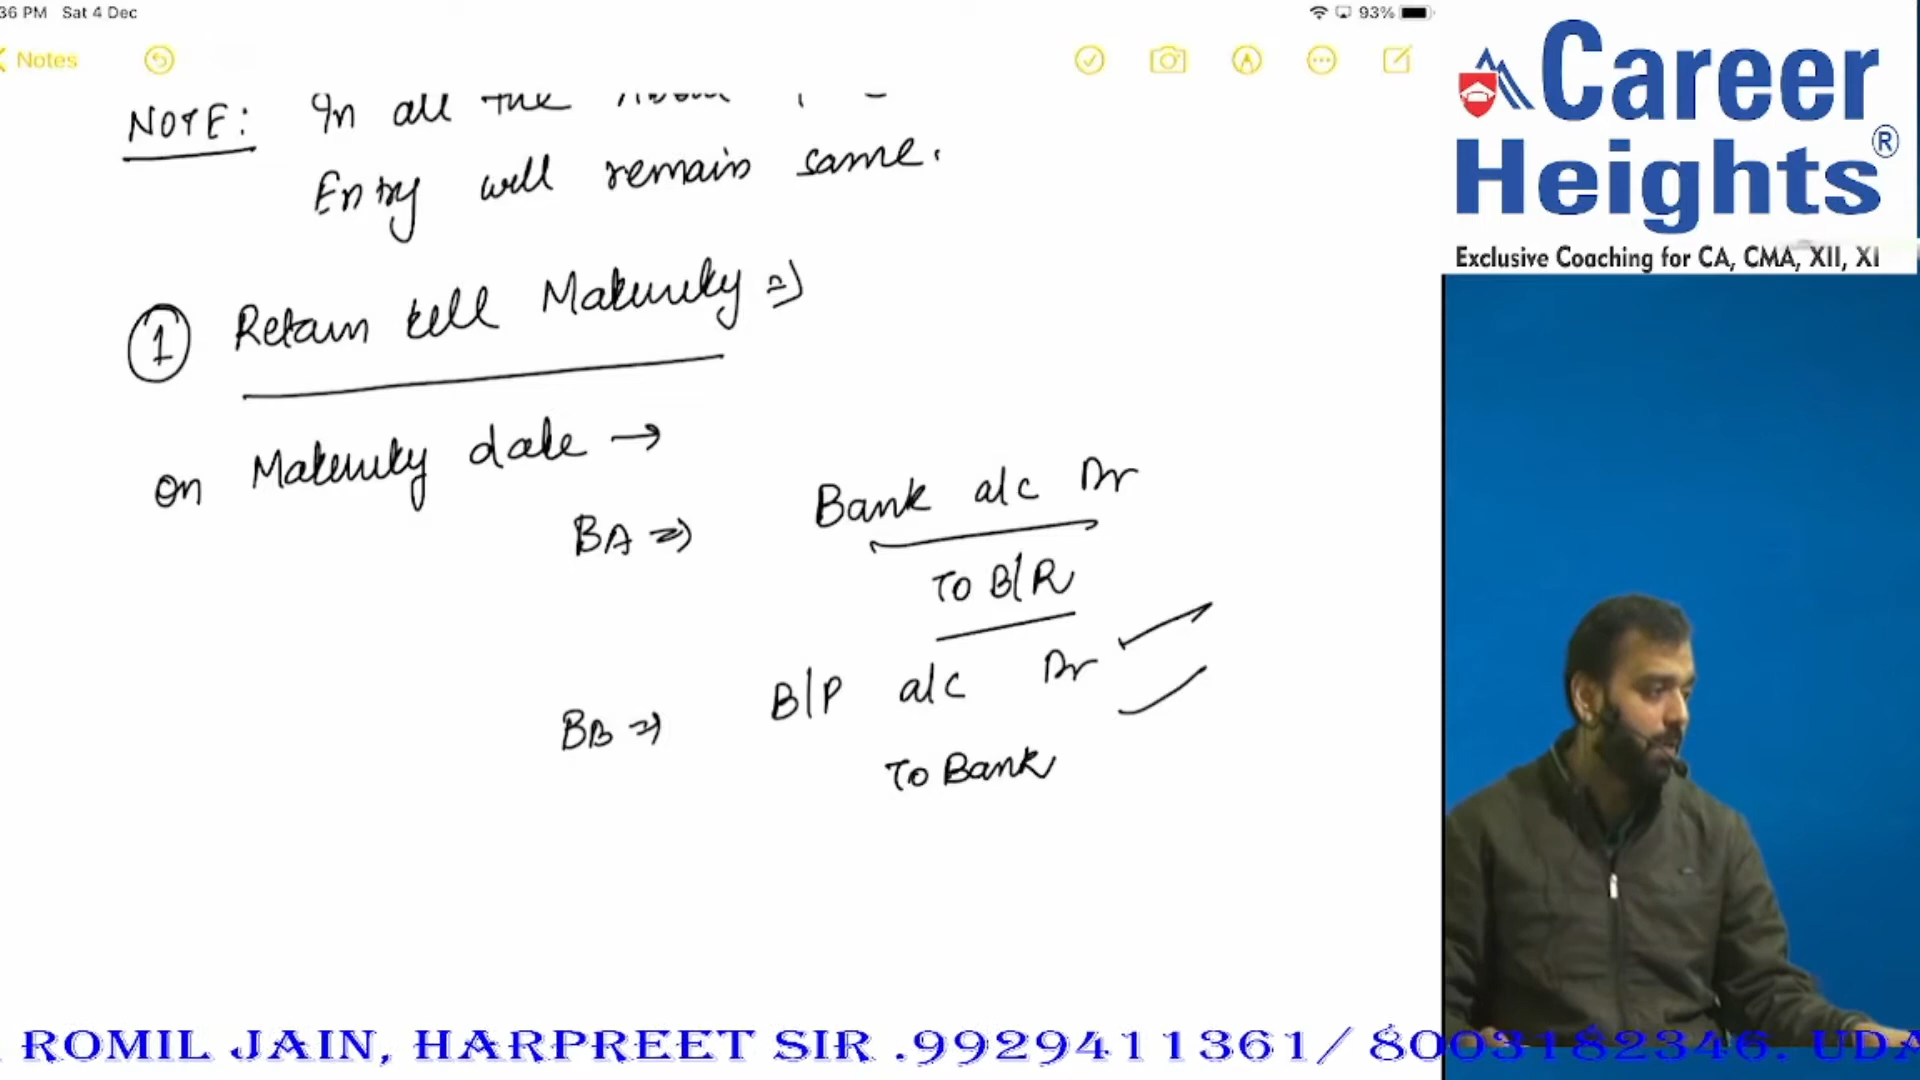 36 PM Sat 4 Dec
93%
Notes
NOTE: In all the
Entry will remain same.
1 Retain till Maturity ⇒
on Maturity date →
BA ⇒ Bank a/c Dr
To B/R
BB ⇒ B/P a/c Dr
To Bank
Career
Heights ®
Exclusive Coaching for CA, CMA, XII, XI
ROMIL JAIN, HARPREET SIR .9929411361/ 8003182346. UDA